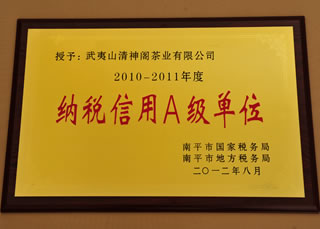 授予：武夷山清神阁茶业有限公司
2010-2011年度
纳税信用A级单位
南平市国家税务局
南平市地方税务局
二〇一二年八月